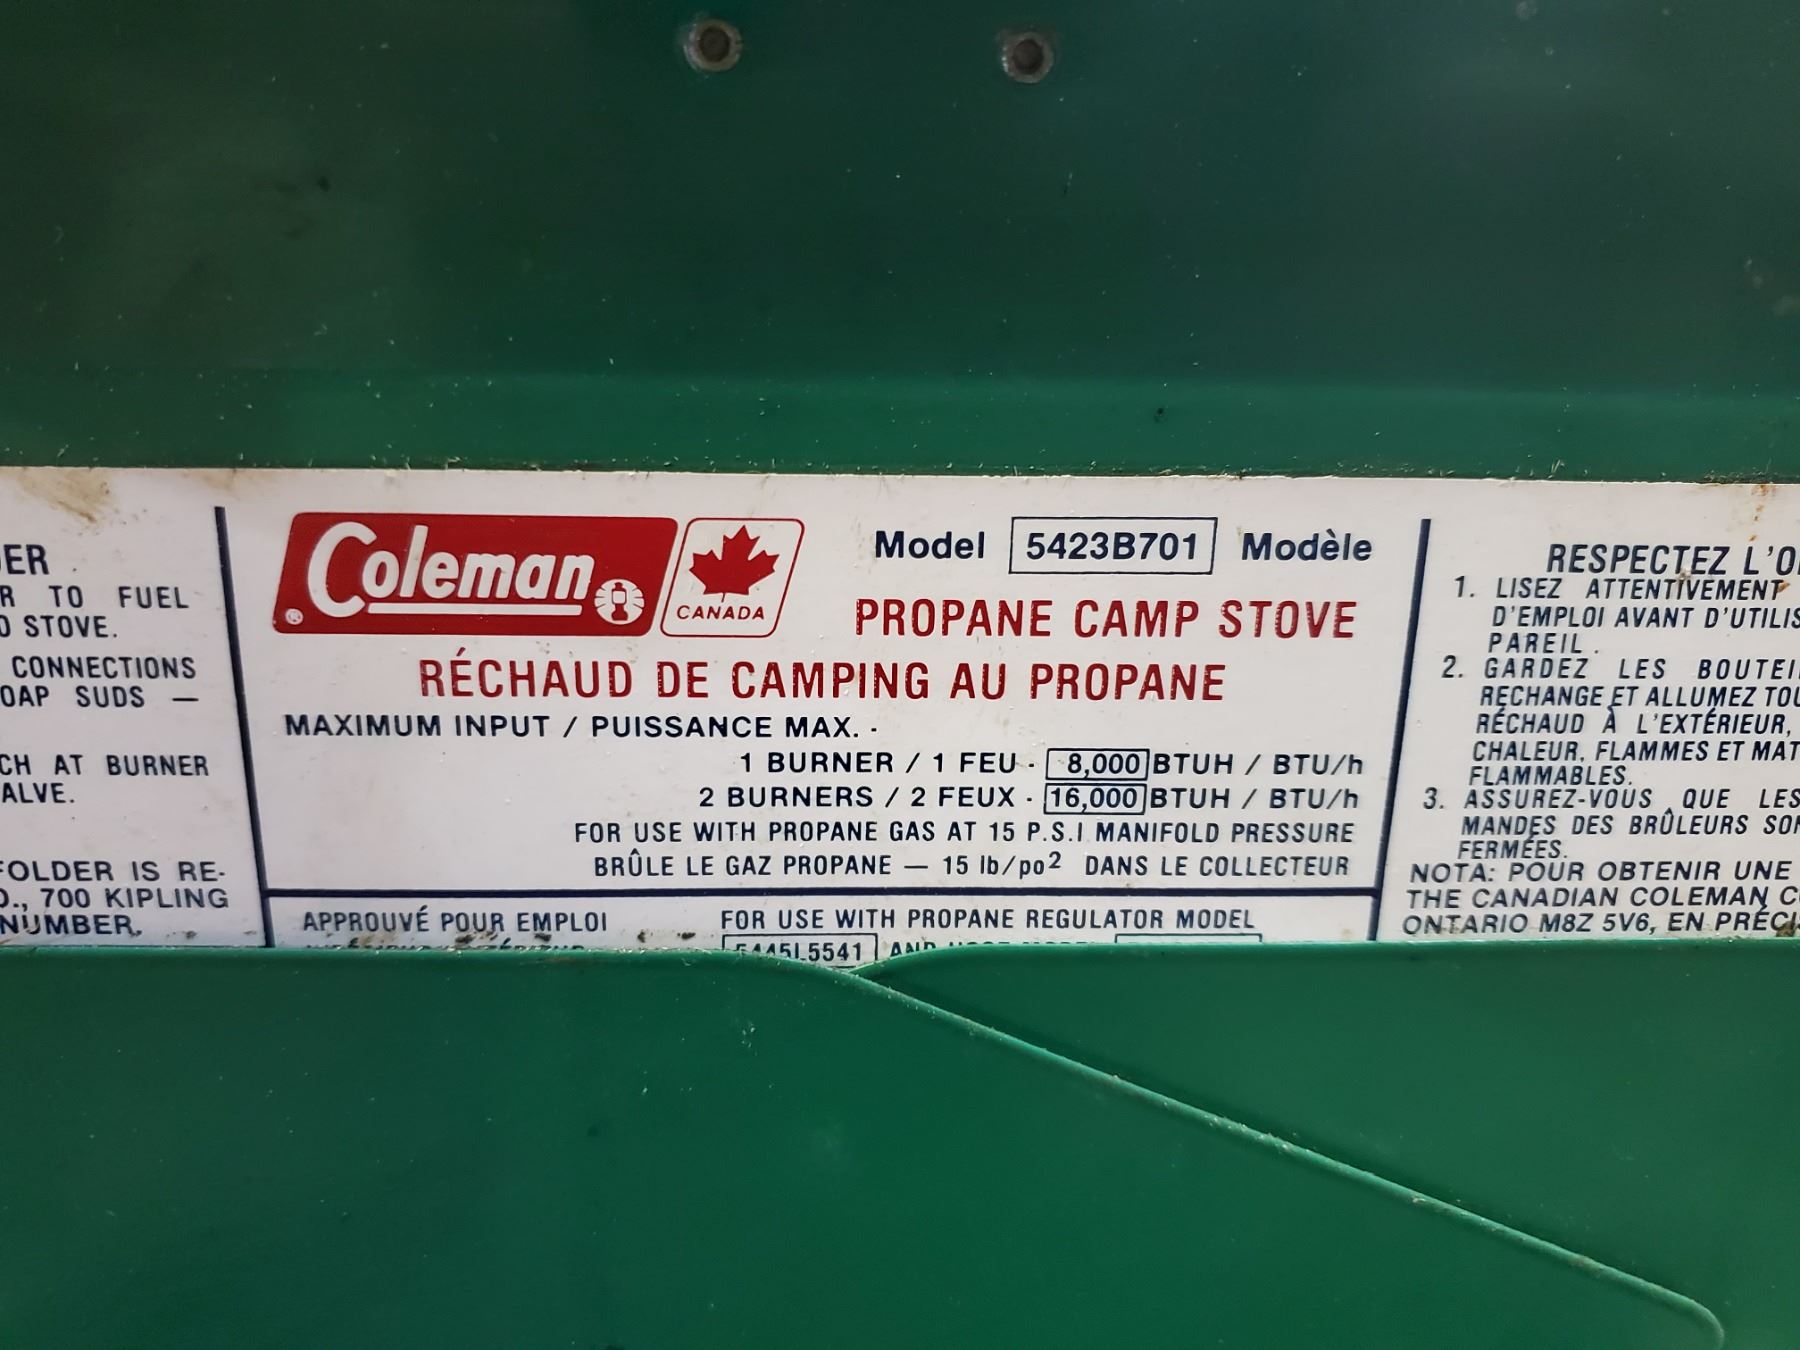 ER
R TO FUEL
STOVE.
CONNECTIONS
OAP SUDS —
CH AT BURNER
ALVE.
FOLDER IS RE-
., 700 KIPLING
NUMBER.
Coleman ®
CANADA
Model 5423B701 Modèle
PROPANE CAMP STOVE
RÉCHAUD DE CAMPING AU PROPANE
MAXIMUM INPUT / PUISSANCE MAX. -
1 BURNER / 1 FEU - 8,000 BTUH / BTU/h
2 BURNERS / 2 FEUX - 16,000 BTUH / BTU/h
FOR USE WITH PROPANE GAS AT 15 P.S.I. MANIFOLD PRESSURE
BRÛLE LE GAZ PROPANE — 15 lb/po2 DANS LE COLLECTEUR
APPROUVÉ POUR EMPLOI
FOR USE WITH PROPANE REGULATOR MODEL
5445L5541 AND
RESPECTEZ L'O
1. LISEZ ATTENTIVEMENT
D'EMPLOI AVANT D'UTILIS
PAREIL.
2. GARDEZ LES BOUTEI
RECHANGE ET ALLUMEZ TOU
RÉCHAUD À L'EXTÉRIEUR,
CHALEUR, FLAMMES ET MAT
FLAMMABLES.
3. ASSUREZ-VOUS QUE LES
MANDES DES BRÛLEURS SO
FERMÉES.
NOTA: POUR OBTENIR UNE
THE CANADIAN COLEMAN C
ONTARIO M8Z 5V6, EN PRÉCI